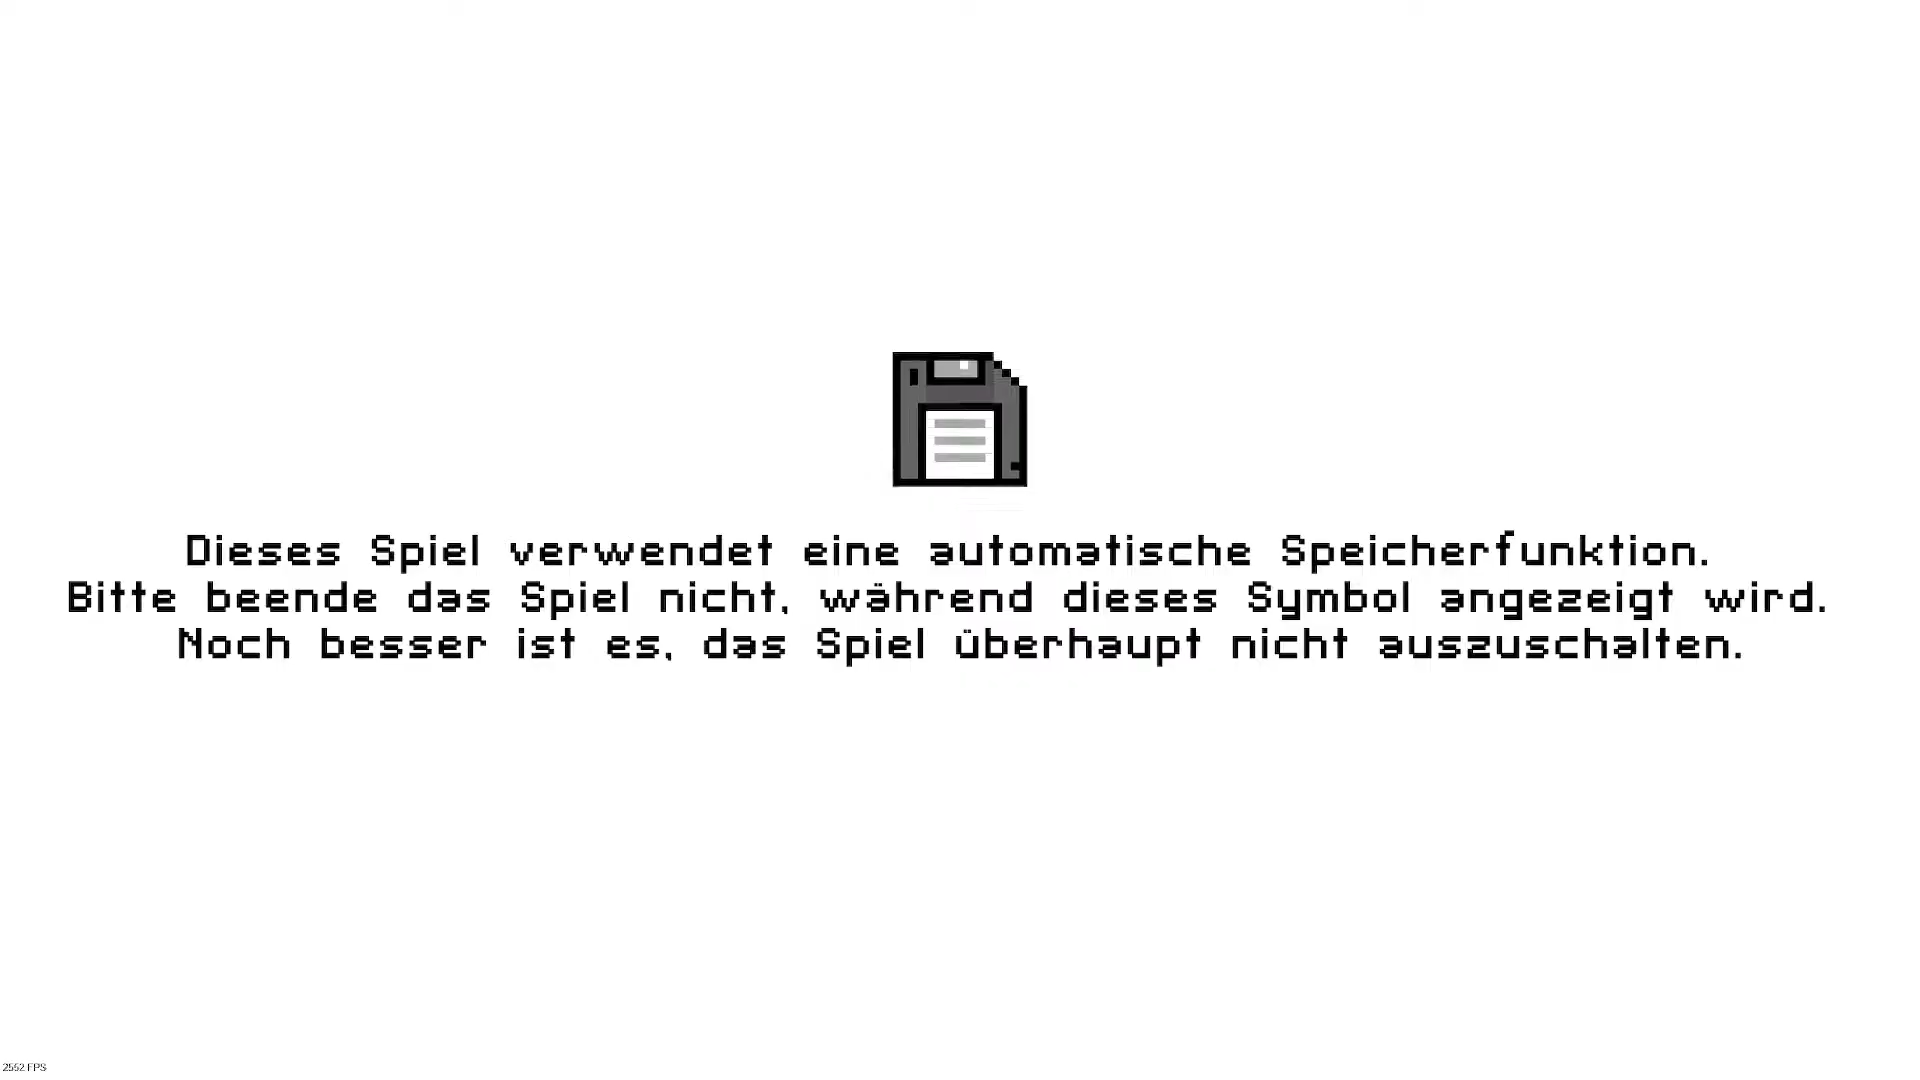 Dieses Spiel verwendet eine automatische Speicherfunktion.
Bitte beende das Spiel nicht, während dieses Symbol angezeigt wird.
Noch besser ist es, das Spiel überhaupt nicht auszuschalten.
2552 FPS